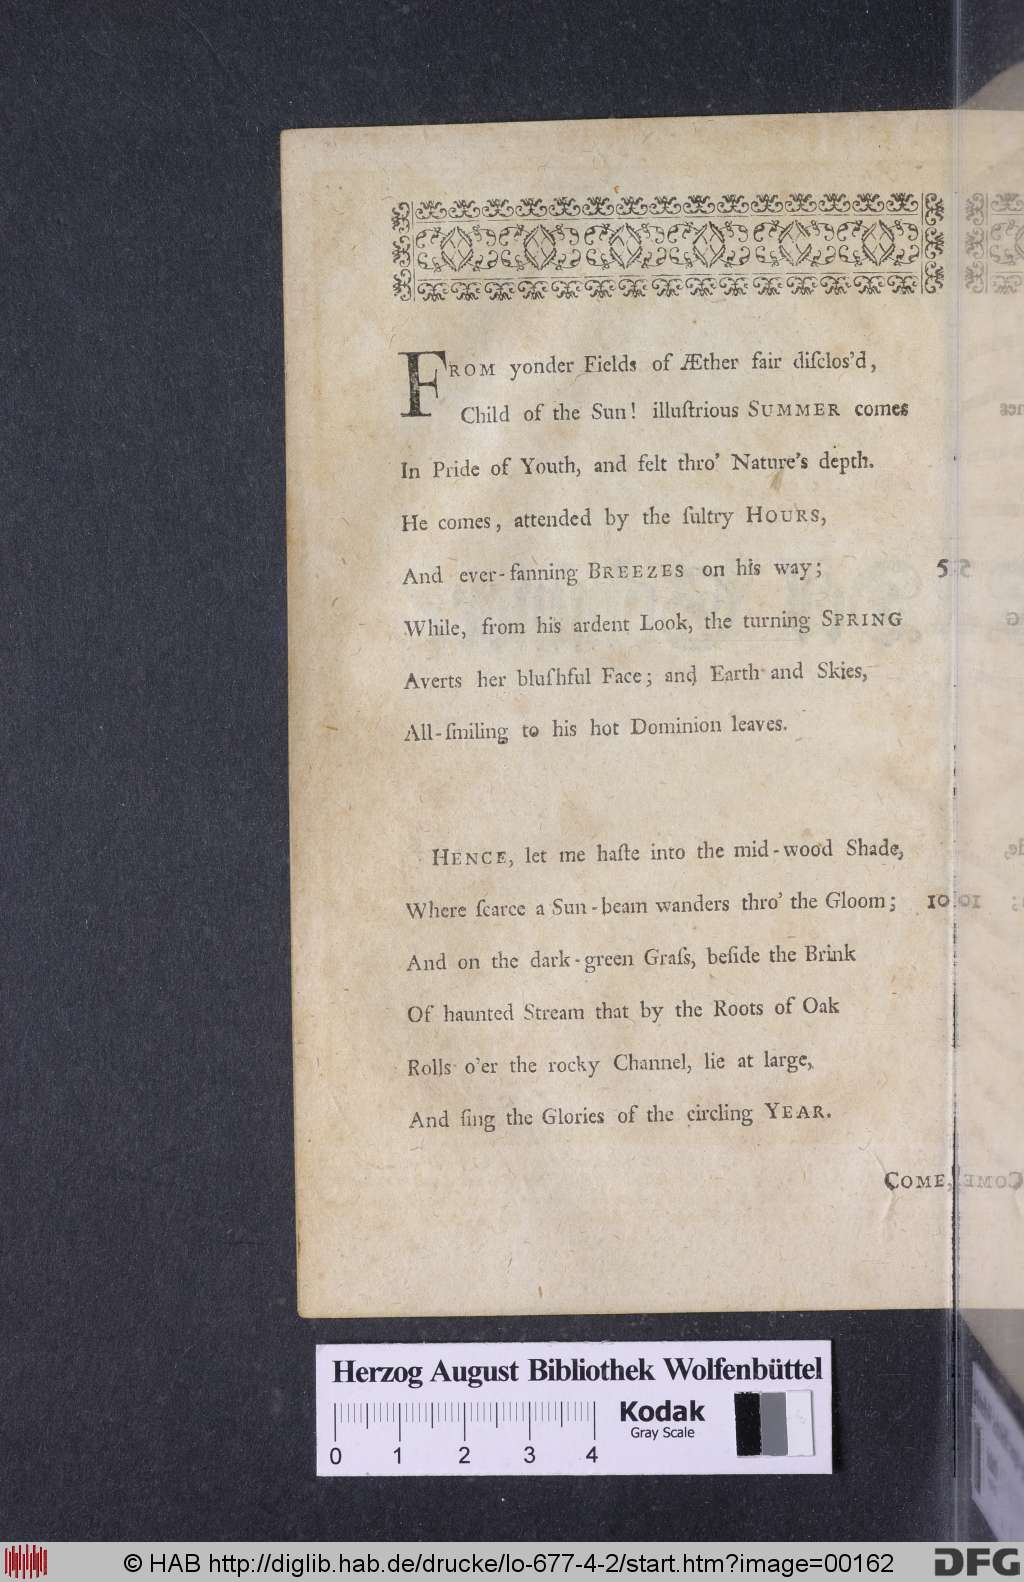 FROM yonder Fields of Æther fair diſclos'd,
Child of the Sun! illuſtrious SUMMER comes
In Pride of Youth, and felt thro' Nature's depth.
He comes, attended by the ſultry HOURS,
And ever-fanning BREEZES on his way; 5
While, from his ardent Look, the turning SPRING
Averts her bluſhful Face; and Earth and Skies,
All-ſmiling to his hot Dominion leaves.
HENCE, let me haſte into the mid-wood Shade,
Where ſcarce a Sun-beam wanders thro' the Gloom; 10
And on the dark-green Graſs, beſide the Brink
Of haunted Stream that by the Roots of Oak
Rolls o'er the rocky Channel, lie at large,
And ſing the Glories of the circling YEAR.
COME,
Herzog August Bibliothek Wolfenbüttel
Kodak
Gray Scale
0 1 2 3 4
© HAB http://diglib.hab.de/drucke/lo-677-4-2/start.htm?image=00162
DFG